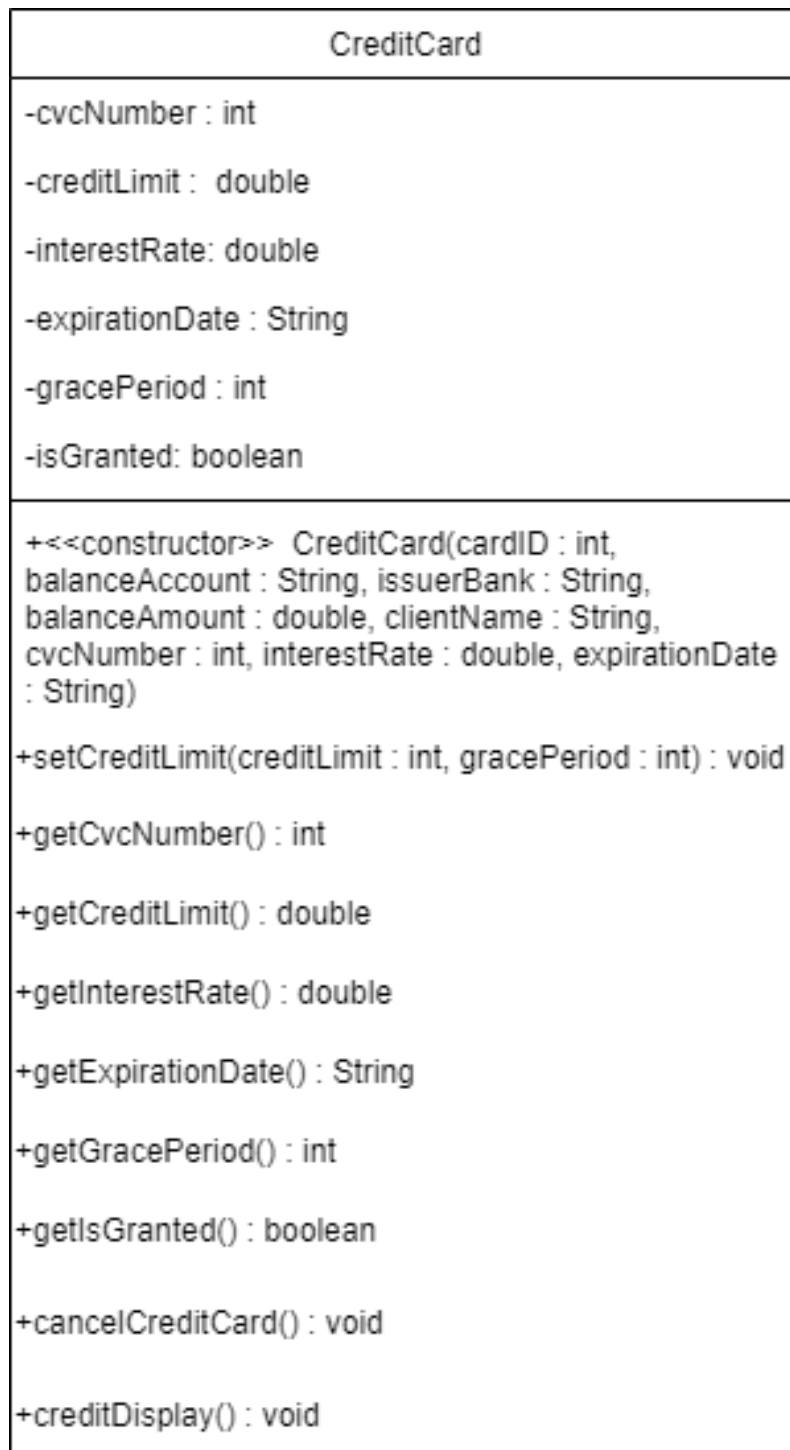 CreditCard
-cvcNumber : int
-creditLimit :  double
-interestRate: double
-expirationDate : String
-gracePeriod : int
-isGranted: boolean
+<<constructor>>  CreditCard(cardID : int,
balanceAccount : String, issuerBank : String,
balanceAmount : double, clientName : String,
cvcNumber : int, interestRate : double, expirationDate
: String)
+setCreditLimit(creditLimit : int, gracePeriod : int) : void
+getCvcNumber() : int
+getCreditLimit() : double
+getInterestRate() : double
+getExpirationDate() : String
+getGracePeriod() : int
+getIsGranted() : boolean
+cancelCreditCard() : void
+creditDisplay() : void